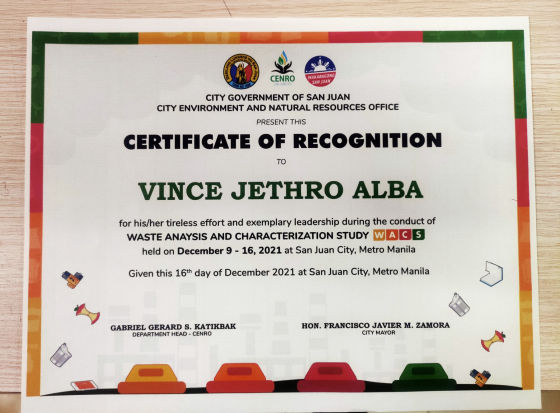 CENRO
CITY GOVERNMENT OF SAN JUAN
CITY ENVIRONMENT AND NATURAL RESOURCES OFFICE
PRESENT THIS
CERTIFICATE OF RECOGNITION
TO
VINCE JETHRO ALBA
for his/her tireless effort and exemplary leadership during the conduct of
WASTE ANAYSIS AND CHARACTERIZATION STUDY WACS
held on December 9 - 16, 2021 at San Juan City, Metro Manila
Given this 16th day of December 2021 at San Juan City, Metro Manila
GABRIEL GERARD S. KATIKBAK HON. FRANCISCO JAVIER M. ZAMORA
DEPARTMENT HEAD - CENRO CITY MAYOR